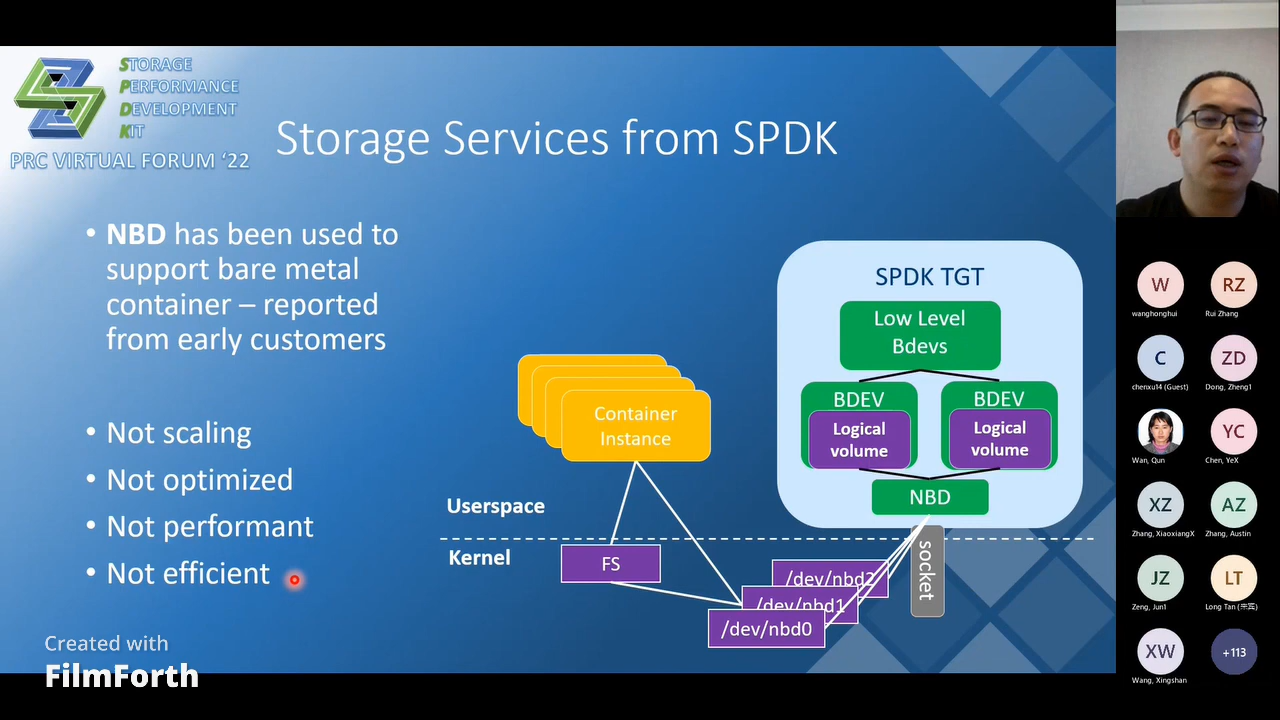 STORAGE
PERFORMANCE
DEVELOPMENT
KIT
PRC VIRTUAL FORUM ‘22
Storage Services from SPDK
• NBD has been used to
support bare metal
container – reported
from early customers
• Not scaling
• Not optimized
• Not performant
• Not efficient
Container
Instance
Userspace
Kernel
FS
SPDK TGT
Low Level
Bdevs
BDEV
Logical
volume
BDEV
Logical
volume
NBD
socket
/dev/nbd2
/dev/nbd1
/dev/nbd0
Created with
FilmForth
W
wanghonghui
RZ
Rui Zhang
C
chenxu14 (Guest)
ZD
Dong, Zheng1
Wan, Qun
YC
Chen, YeX
XZ
Zhang, XiaoxiangX
AZ
Zhang, Austin
JZ
Zeng, Jun1
LT
Long Tan
XW
Wang, Xingshan
+113